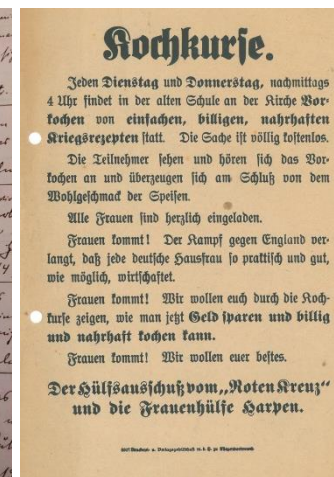 Kochkurse.
Jeden Dienstag und Donnerstag, nachmittags
4 Uhr findet in der alten Schule an der Kirche Vor-
kochen von einfachen, billigen, nahrhaften
Kriegsrezepten statt. Die Sache ist völlig kostenlos.
Die Teilnehmer sehen und hören sich das Vor-
kochen an und überzeugen sich am Schluß von dem
Wohlgeschmack der Speisen.
Alle Frauen sind herzlich eingeladen.
Frauen kommt! Der Kampf gegen England ver-
langt, daß jede deutsche Hausfrau so praktisch und gut,
wie möglich, wirtschaftet.
Frauen kommt! Wir wollen euch durch die Koch-
kurse zeigen, wie man jetzt Geld sparen und billig
und nahrhaft kochen kann.
Frauen kommt! Wir wollen euer bestes.
Der Hülfsausschuß vom „Roten Kreuz“
und die Frauenhülfe Harpen.